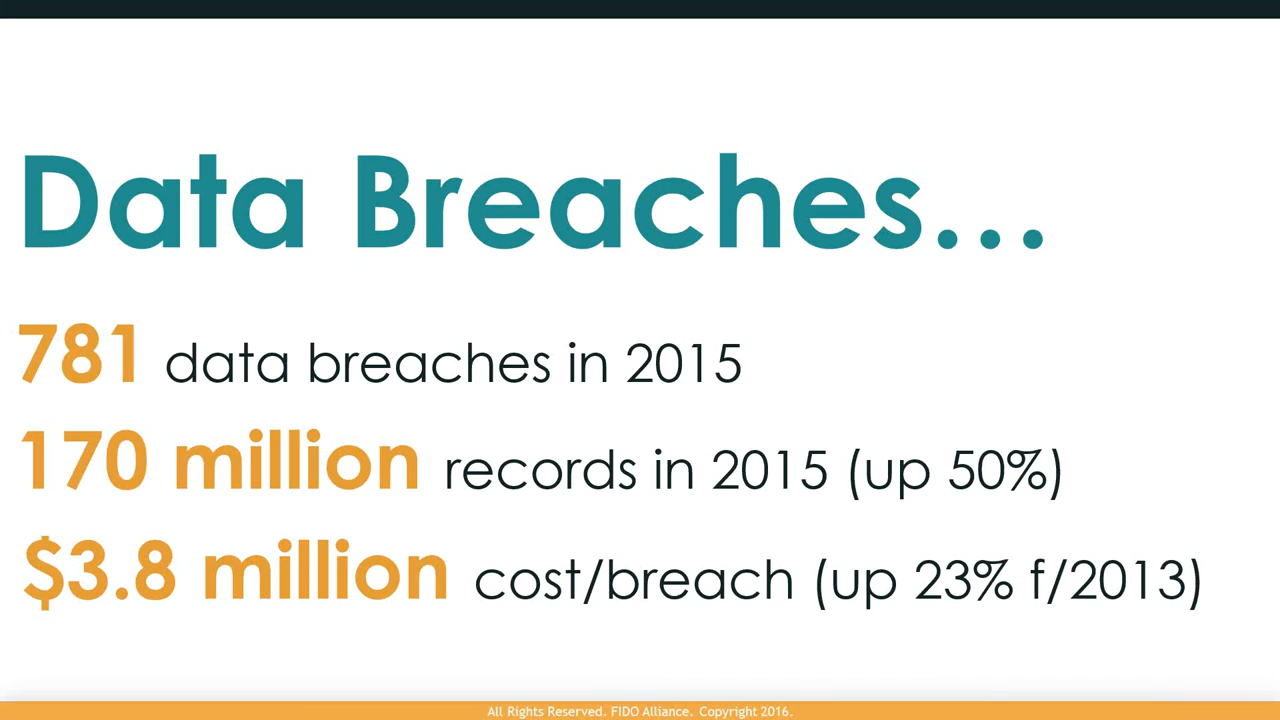 Data Breaches...
781 data breaches in 2015
170 million records in 2015 (up 50%)
$3.8 million cost/breach (up 23% f/2013)
All Rights Reserved. FIDO Alliance. Copyright 2016.